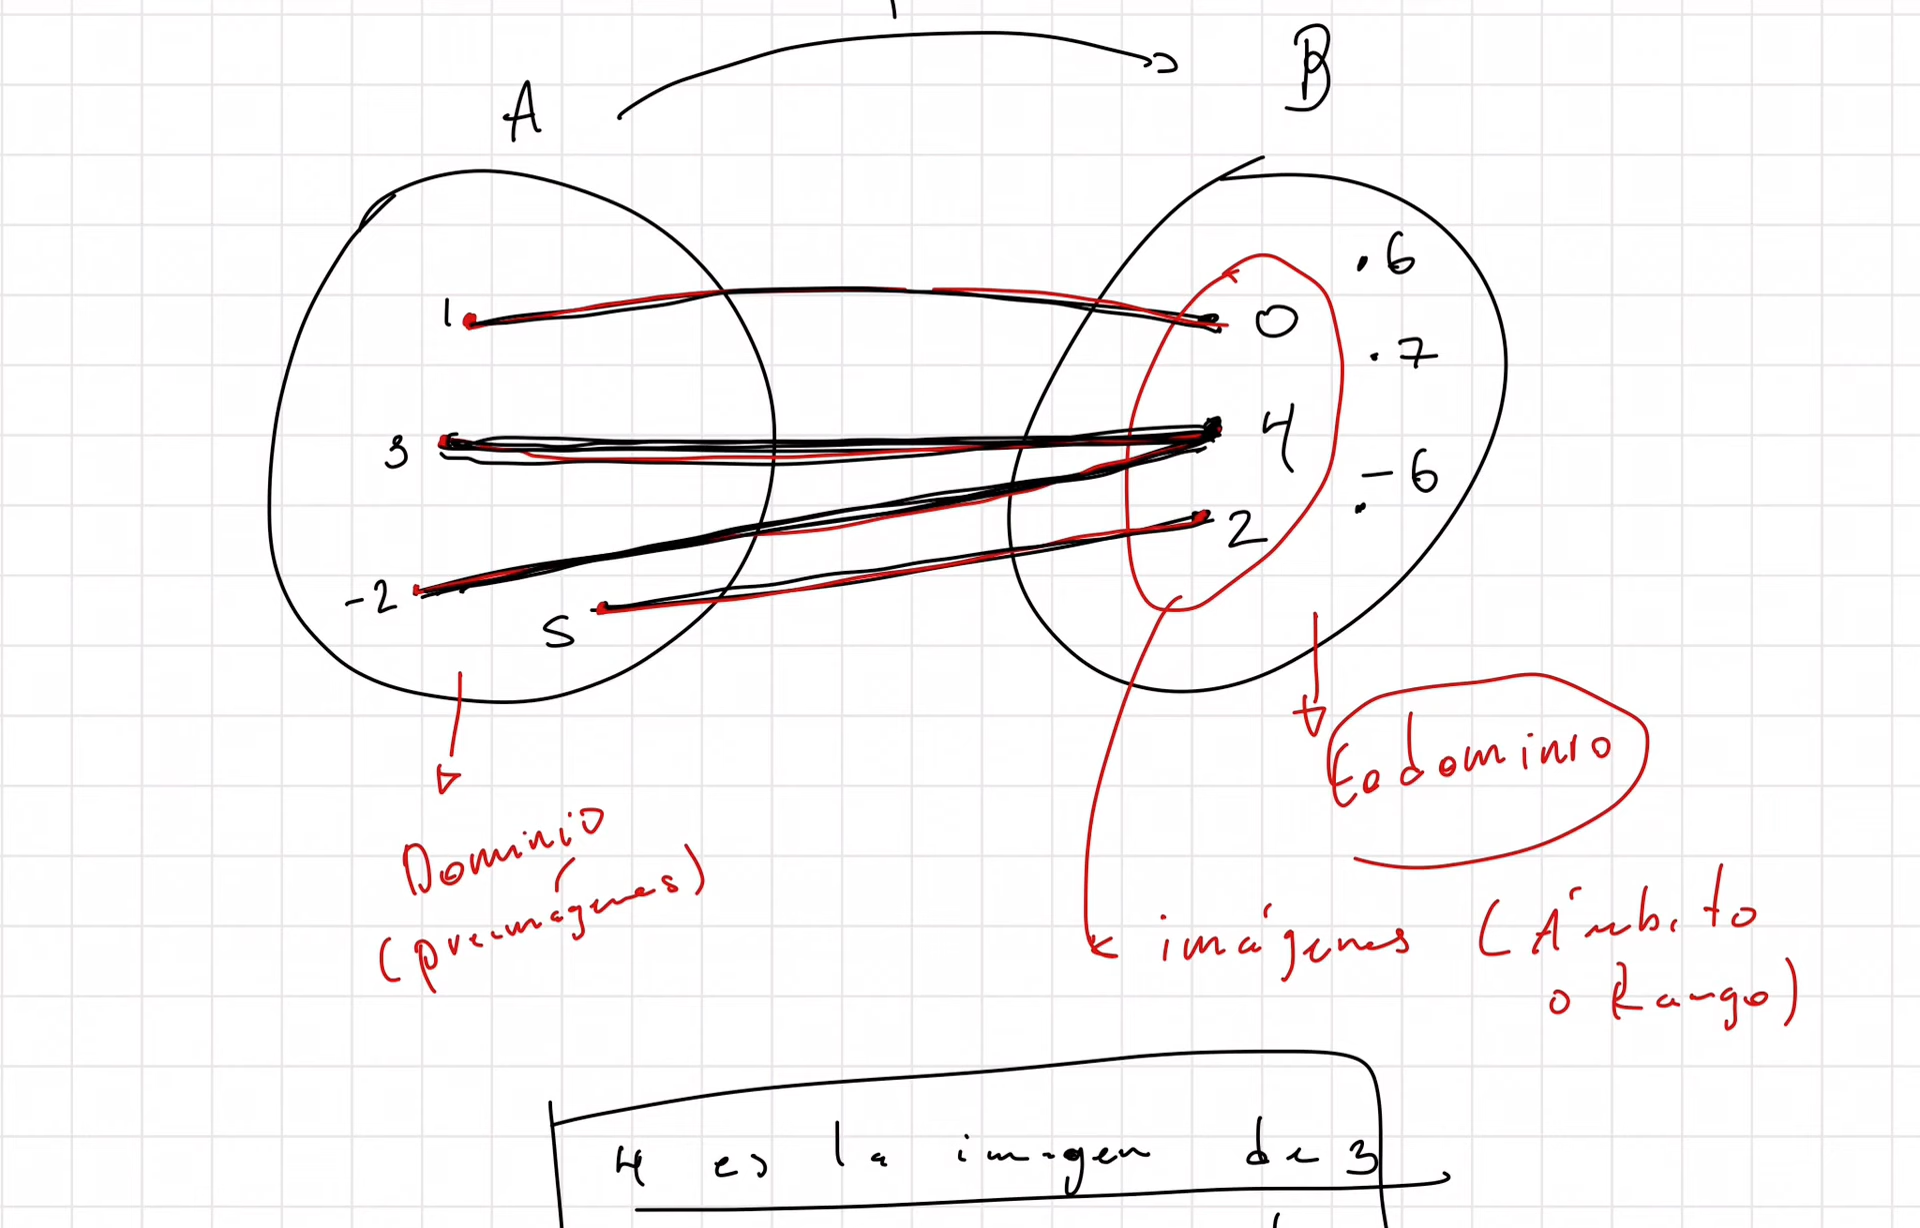 A
B
.6
1
0
.7
3
4
-6
-2
2
5
Dominio
(preimágenes)
Codominio
imágenes (Ámbito
o Rango)
4 es la imagen de 3